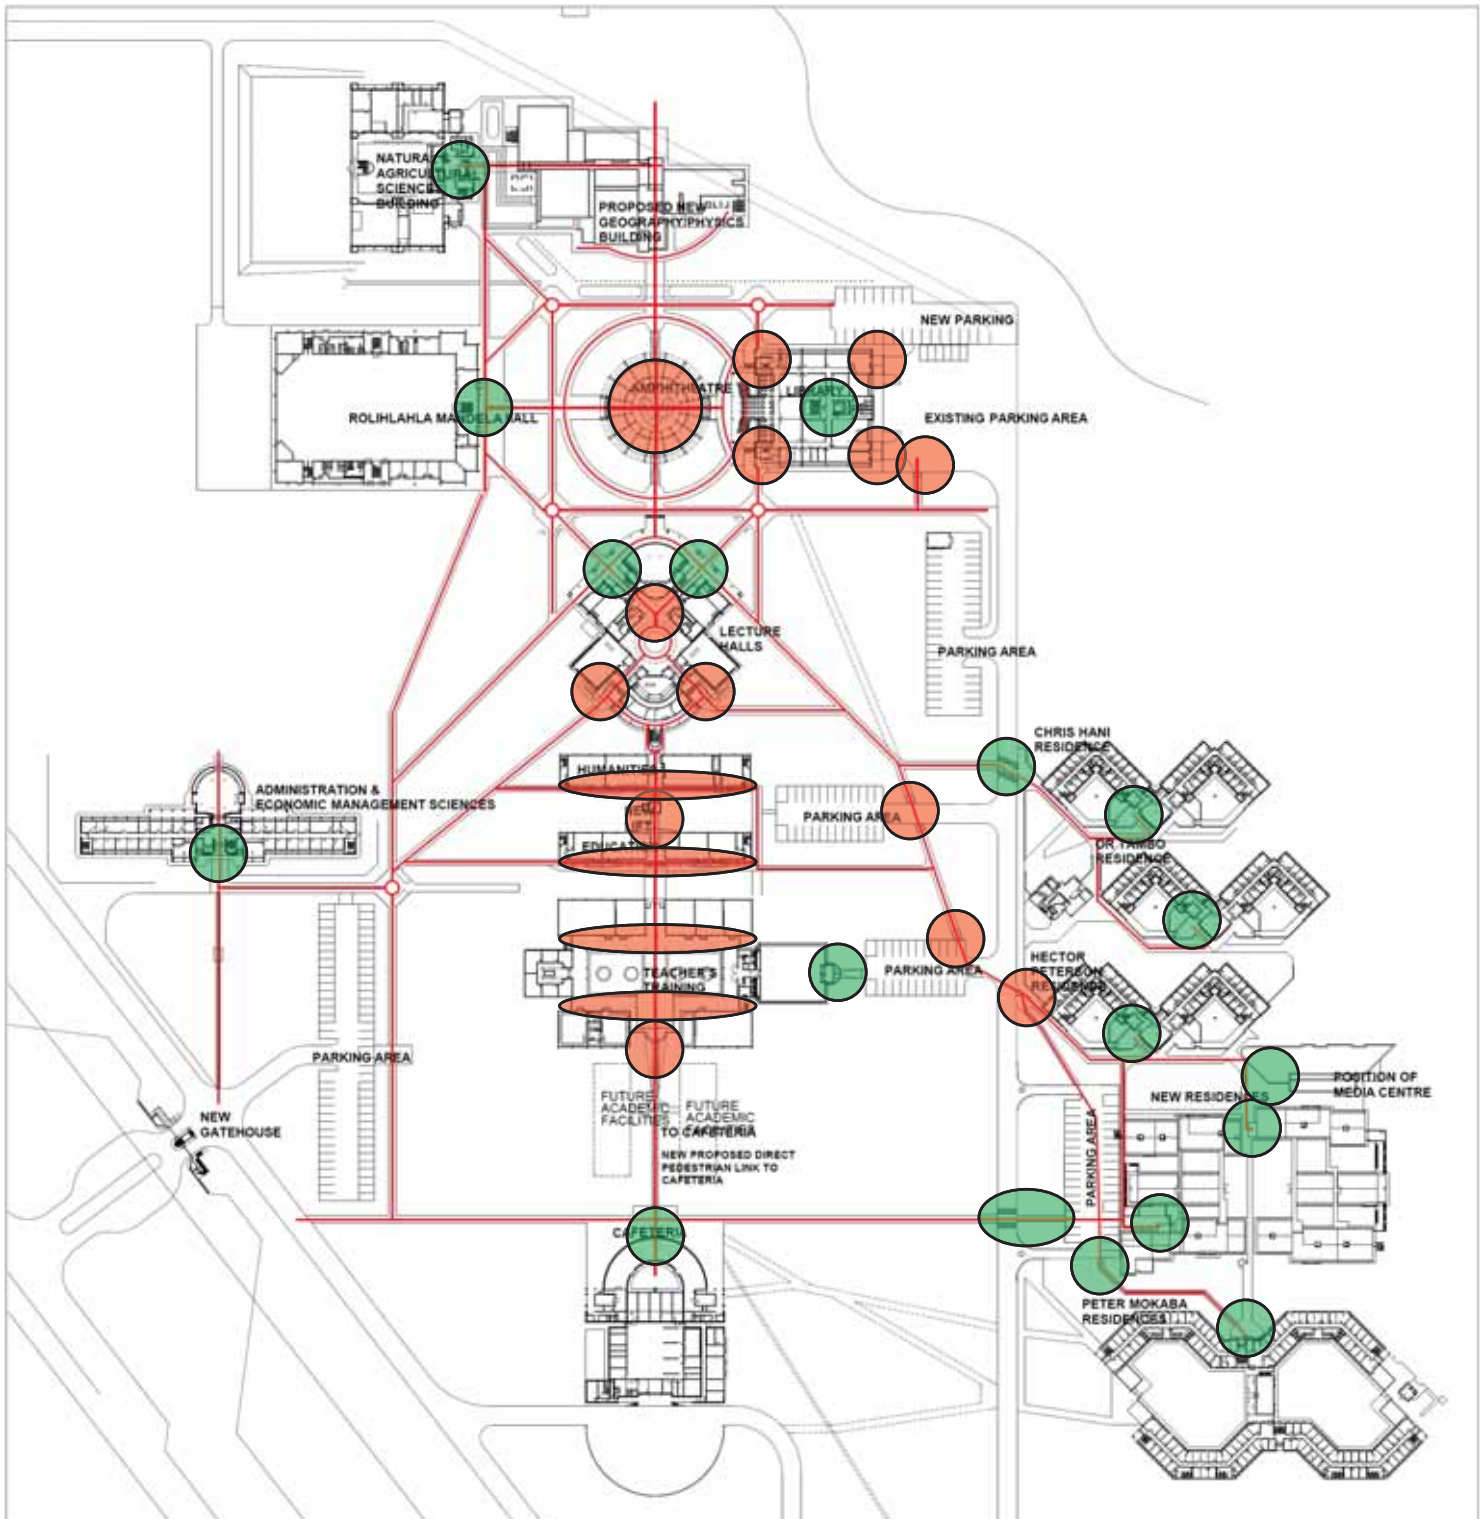 NATURAL
AGRICULTURAL
SCIENCES
BUILDING
PROPOSED NEW
GEOGRAPHY/PHYSICS
BUILDING
NEW PARKING
AMPHITHEATRE
LIBRARY
ROLIHLAHLA MANDELA HALL
EXISTING PARKING AREA
LECTURE
HALLS
PARKING AREA
CHRIS HANI
RESIDENCE
HUMANITIES
ADMINISTRATION &
ECONOMIC MANAGEMENT SCIENCES
NEW
PARKING AREA
OR TAMBO
RESIDENCE
HECTOR
PETERSON
RESIDENCE
TEACHER'S
TRAINING
PARKING AREA
PARKING AREA
POSITION OF
MEDIA CENTRE
NEW RESIDENCES
FUTURE
ACADEMIC
FACILITIES
FUTURE
ACADEMIC
FACILITIES
TO CAFETERIA
NEW PROPOSED DIRECT
PEDESTRIAN LINK TO
CAFETERIA
NEW
GATEHOUSE
PARKING AREA
CAFETERIA
PETER MOKABA
RESIDENCES